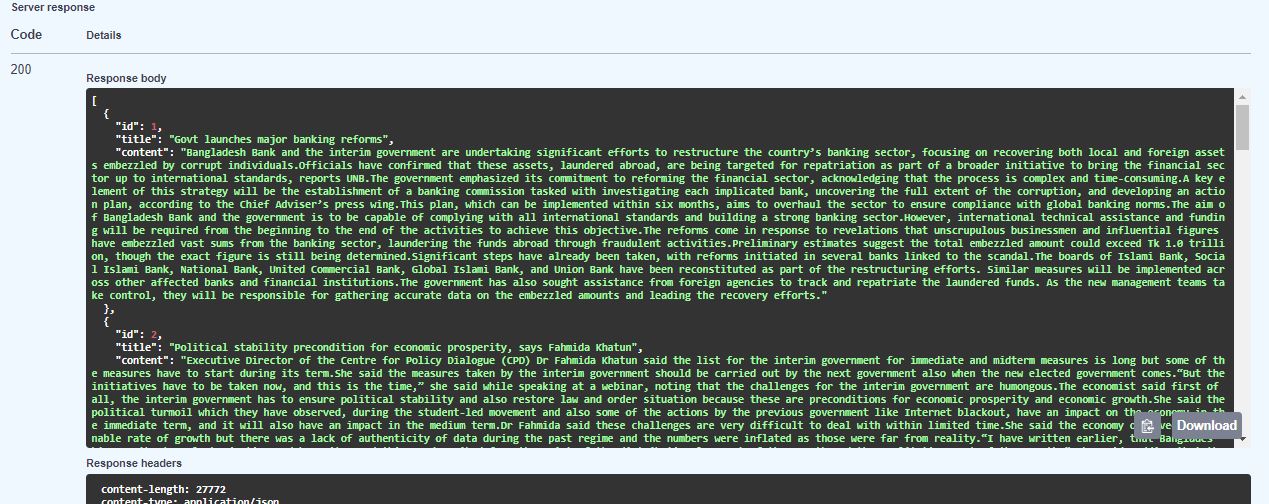 Server response
Code Details
200
Response body
[
{
"id": 1,
"title": "Govt launches major banking reforms",
"content": "Bangladesh Bank and the interim government are undertaking significant efforts to restructure the country’s banking sector, focusing on recovering both local and foreign asset
s embezzled by corrupt individuals.Officials have confirmed that these assets, laundered abroad, are being targeted for repatriation as part of a broader initiative to bring the financial sec
tor up to international standards, reports UNB.The government emphasized its commitment to reforming the financial sector, acknowledging that the process is complex and time-consuming.A key e
lement of this strategy will be the establishment of a banking commission tasked with investigating each implicated bank, uncovering the full extent of the corruption, and developing an actio
n plan, according to the Chief Adviser’s press wing.This plan, which can be implemented within six months, aims to overhaul the sector to ensure compliance with global banking norms.The aim o
f Bangladesh Bank and the government is to be capable of complying with all international standards and building a strong banking sector.However, international technical assistance and fundin
g will be required from the beginning to the end of the activities to achieve this objective.The reforms come in response to revelations that unscrupulous businessmen and influential figures
have embezzled vast sums from the banking sector, laundering the funds abroad through fraudulent activities.Preliminary estimates suggest the total embezzled amount could exceed Tk 1.0 trilli
on, though the exact figure is still being determined.Significant steps have already been taken, with reforms initiated in several banks linked to the scandal.The boards of Islami Bank, Socia
l Islami Bank, National Bank, United Commercial Bank, Global Islami Bank, and Union Bank have been reconstituted as part of the restructuring efforts. Similar measures will be implemented acr
oss other affected banks and financial institutions.The government has also sought assistance from foreign agencies to track and repatriate the laundered funds. As the new management teams ta
ke control, they will be responsible for gathering accurate data on the embezzled amounts and leading the recovery efforts."
},
{
"id": 2,
"title": "Political stability precondition for economic prosperity, says Fahmida Khatun",
"content": "Executive Director of the Centre for Policy Dialogue (CPD) Dr Fahmida Khatun said the list for the interim government for immediate and midterm measures is long but some of th
e measures have to start during its term.She said the measures taken by the interim government should be carried out by the next government also when the new elected government comes.“But the
initiatives have to be taken now, and this is the time,” she said while speaking at a webinar, noting that the challenges for the interim government are humongous.The economist said first of
all, the interim government has to ensure political stability and also restore law and order situation because these are preconditions for economic prosperity and economic growth.She said the
political turmoil which they have observed, during the student-led movement and also some of the actions by the previous government like Internet blackout, have an impact on the economy in th
e immediate term, and it will also have an impact in the medium term.Dr Fahmida said these challenges are very difficult to deal with within limited time.She said the economy
nable rate of growth but there was a lack of authenticity of data during the past regime and the numbers were inflated as those were far from reality.“I have written earlier, that
Download
Response headers
content-length: 27772
content-type: application/json